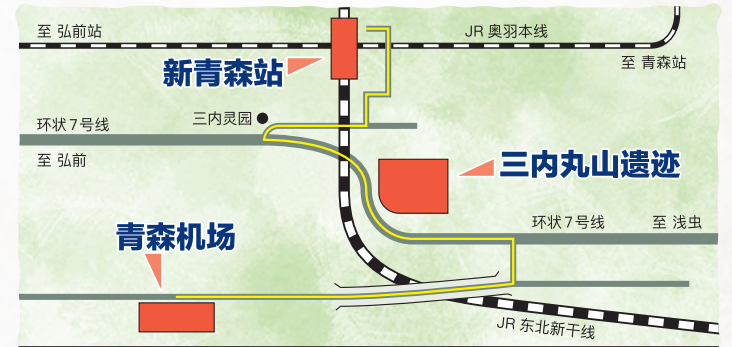 至 弘前站
JR 奥羽本线
新青森站
至 青森站
三内灵园
环状7号线
至 弘前
三内丸山遗迹
环状7号线
至 浅虫
青森机场
JR 东北新干线